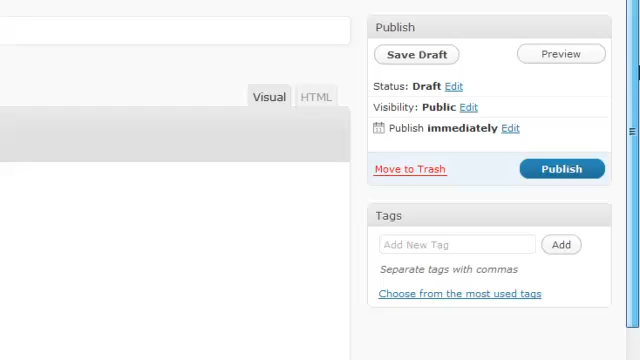 Publish
Save Draft
Preview
Status: Draft Edit
Visibility: Public Edit
Visual
HTML
Publish immediately Edit
Move to Trash
Publish
Tags
Add New Tag
Add
Separate tags with commas
Choose from the most used tags